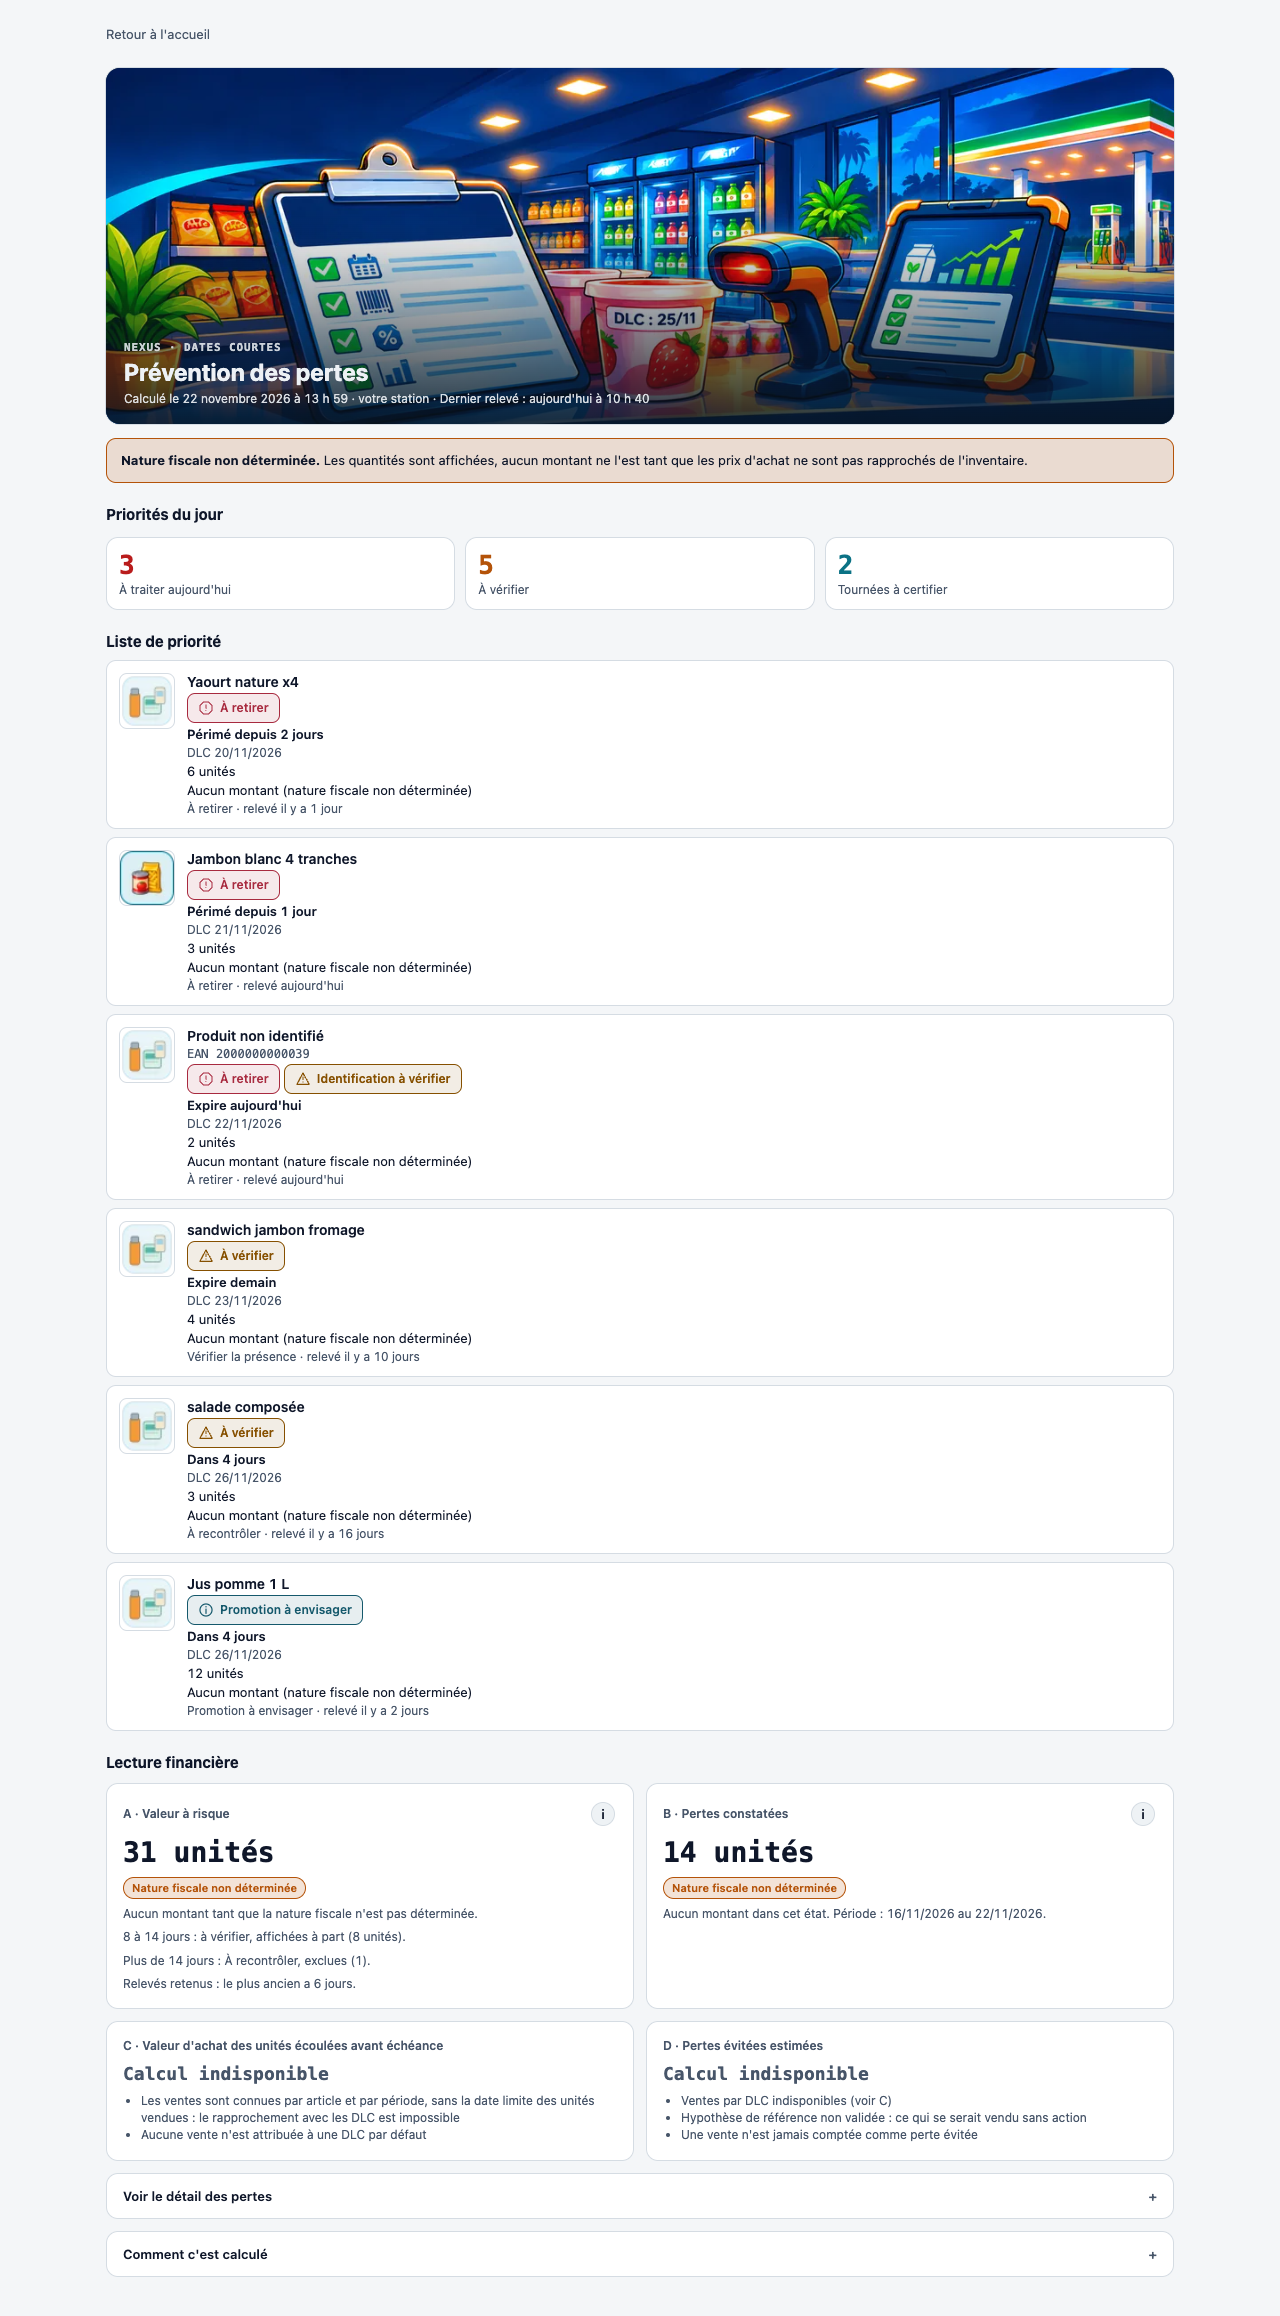 Retour à l'accueil
DLC : 25/11
NEXUS · DATES COURTES
Prévention des pertes
Calculé le 22 novembre 2026 à 13 h 59 · votre station · Dernier relevé : aujourd'hui à 10 h 40
Nature fiscale non déterminée. Les quantités sont affichées, aucun montant ne l'est tant que les prix d'achat ne sont pas rapprochés de l'inventaire.
Priorités du jour
3
À traiter aujourd'hui
5
À vérifier
2
Tournées à certifier
Liste de priorité
Yaourt nature x4
À retirer
Périmé depuis 2 jours
DLC 20/11/2026
6 unités
Aucun montant (nature fiscale non déterminée)
À retirer · relevé il y a 1 jour
Jambon blanc 4 tranches
À retirer
Périmé depuis 1 jour
DLC 21/11/2026
3 unités
Aucun montant (nature fiscale non déterminée)
À retirer · relevé aujourd'hui
Produit non identifié
EAN 2000000000039
À retirer Identification à vérifier
Expire aujourd'hui
DLC 22/11/2026
2 unités
Aucun montant (nature fiscale non déterminée)
À retirer · relevé aujourd'hui
sandwich jambon fromage
À vérifier
Expire demain
DLC 23/11/2026
4 unités
Aucun montant (nature fiscale non déterminée)
Vérifier la présence · relevé il y a 10 jours
salade composée
À vérifier
Dans 4 jours
DLC 26/11/2026
3 unités
Aucun montant (nature fiscale non déterminée)
À recontrôler · relevé il y a 16 jours
Jus pomme 1 L
Promotion à envisager
Dans 4 jours
DLC 26/11/2026
12 unités
Aucun montant (nature fiscale non déterminée)
Promotion à envisager · relevé il y a 2 jours
Lecture financière
A · Valeur à risque
i
31 unités
Nature fiscale non déterminée
Aucun montant tant que la nature fiscale n'est pas déterminée.
8 à 14 jours : à vérifier, affichées à part (8 unités).
Plus de 14 jours : À recontrôler, exclues (1).
Relevés retenus : le plus ancien a 6 jours.
B · Pertes constatées
i
14 unités
Nature fiscale non déterminée
Aucun montant dans cet état. Période : 16/11/2026 au 22/11/2026.
C · Valeur d'achat des unités écoulées avant échéance
Calcul indisponible
• Les ventes sont connues par article et par période, sans la date limite des unités
vendues : le rapprochement avec les DLC est impossible
• Aucune vente n'est attribuée à une DLC par défaut
D · Pertes évitées estimées
Calcul indisponible
• Ventes par DLC indisponibles (voir C)
• Hypothèse de référence non validée : ce qui se serait vendu sans action
• Une vente n'est jamais comptée comme perte évitée
Voir le détail des pertes +
Comment c'est calculé +